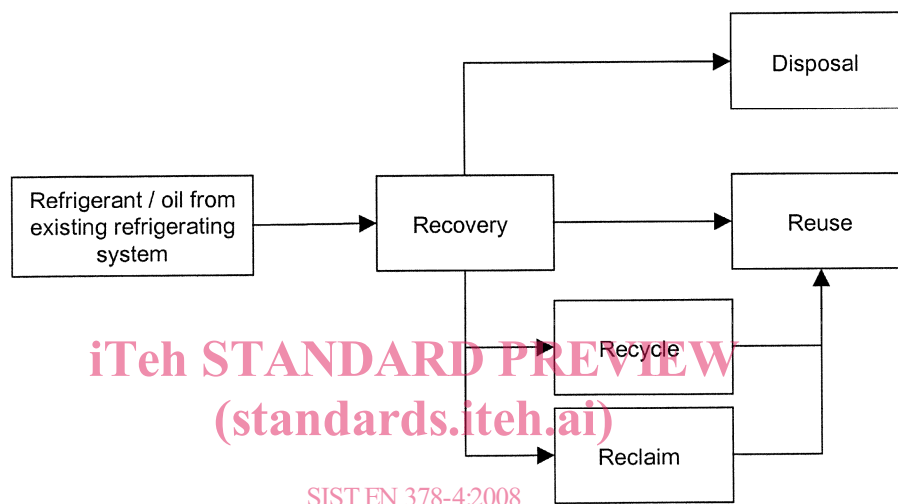 Disposal
Refrigerant / oil from
existing refrigerating
system
Recovery
Reuse
Recycle
iTeh STANDARD PREVIEW
(standards.iteh.ai)
Reclaim
SIST EN 378-4:2008